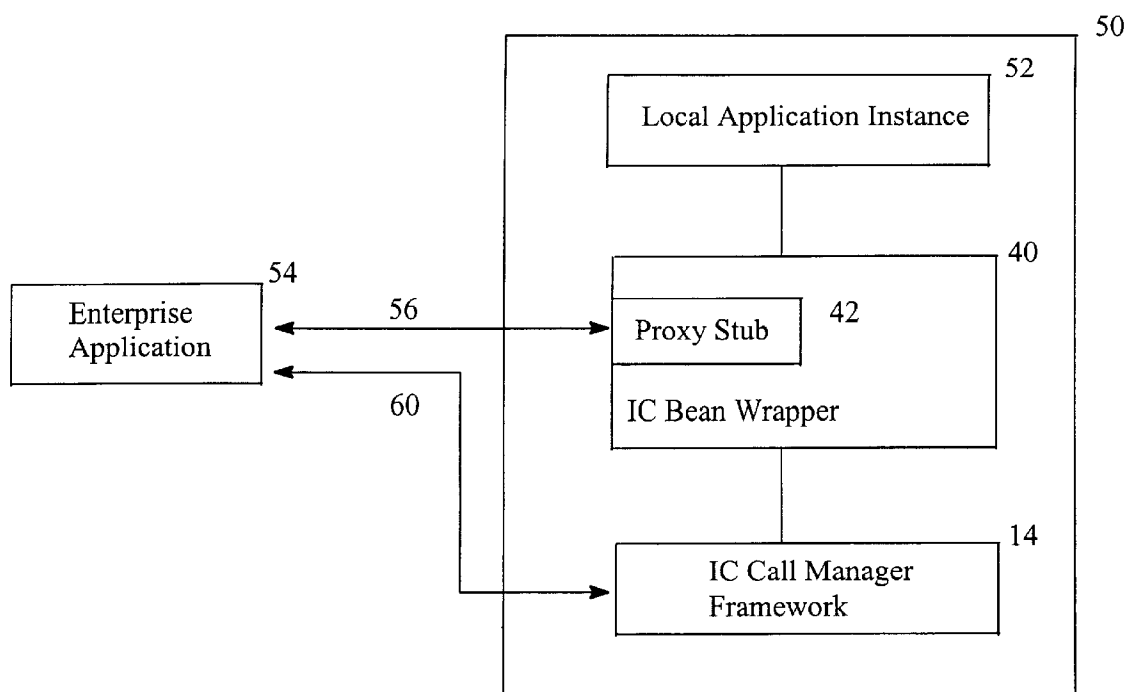 50
52
Local Application Instance
40
54
Enterprise
Application
56
42
Proxy Stub
60
IC Bean Wrapper
14
IC Call Manager
Framework